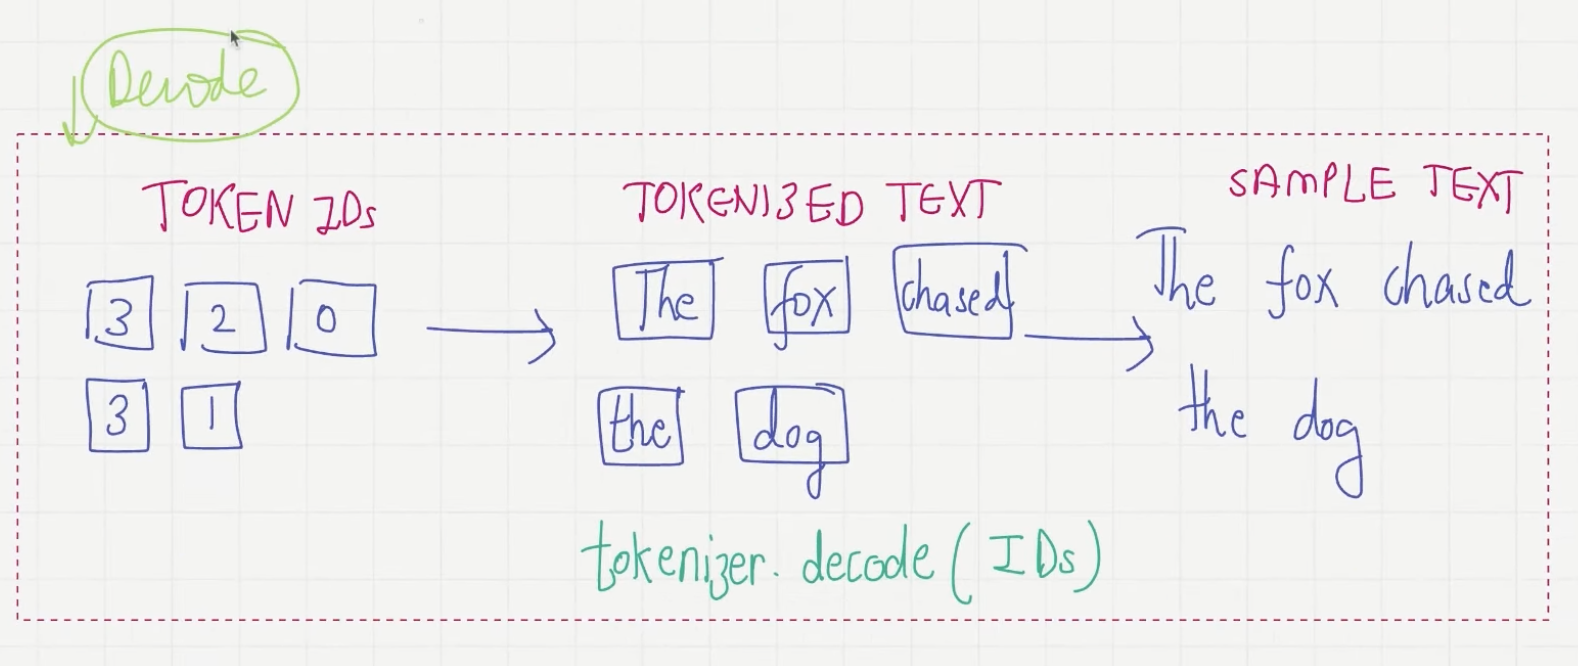 Decode
TOKEN IDs
TOKENIZED TEXT
SAMPLE TEXT
3 2 0
The fox chased
The fox chased
3 1
the dog
the dog
tokenizer.decode(IDs)